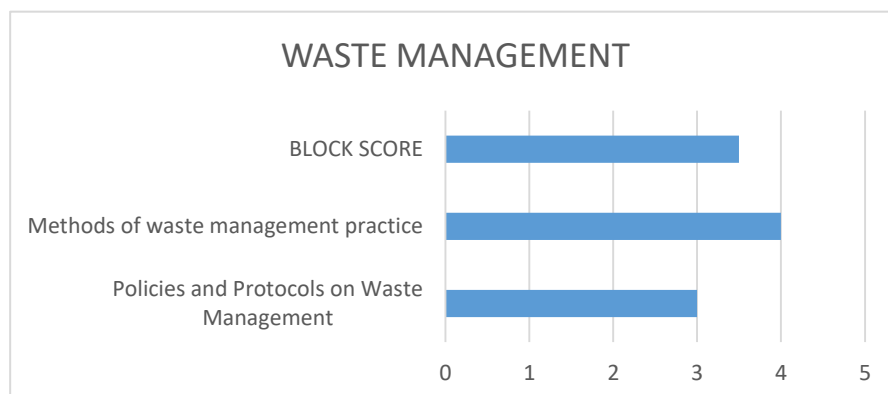 WASTE MANAGEMENT
BLOCK SCORE
Methods of waste management practice
Policies and Protocols on Waste
Management
0 1 2 3 4 5